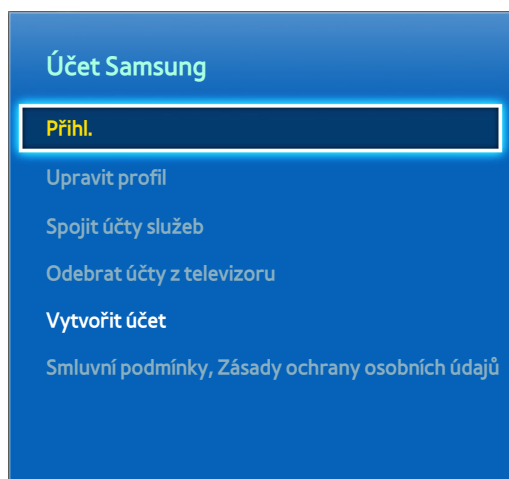 Účet Samsung
Přihl.
Upravit profil
Spojit účty služeb
Odebrat účty z televizoru
Vytvořit účet
Smluvní podmínky, Zásady ochrany osobních údajů